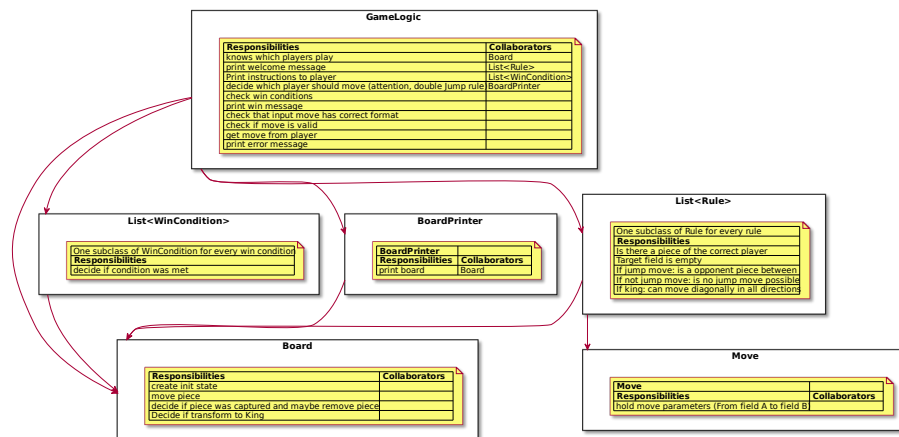 GameLogic
Responsibilities Collaborators
knows which players play Board
print welcome message List<Rule>
Print instructions to player List<WinCondition>
decide which player should move (attention, double Jump rule) BoardPrinter
check win conditions
print win message
check that input move has correct format
check if move is valid
get move from player
print error message
List<WinCondition>
One subclass of WinCondition for every win condition
Responsibilities
decide if condition was met
BoardPrinter
BoardPrinter
Responsibilities Collaborators
print board Board
List<Rule>
One subclass of Rule for every rule
Responsibilities
Is there a piece of the correct player
Target field is empty
If jump move: is a opponent piece between
If not jump move: is no jump move possible
If king: can move diagonally in all directions
Board
Responsibilities Collaborators
create init state
move piece
decide if piece was captured and maybe remove piece
Decide if transform to King
Move
Move
Responsibilities Collaborators
hold move parameters (From field A to field B)